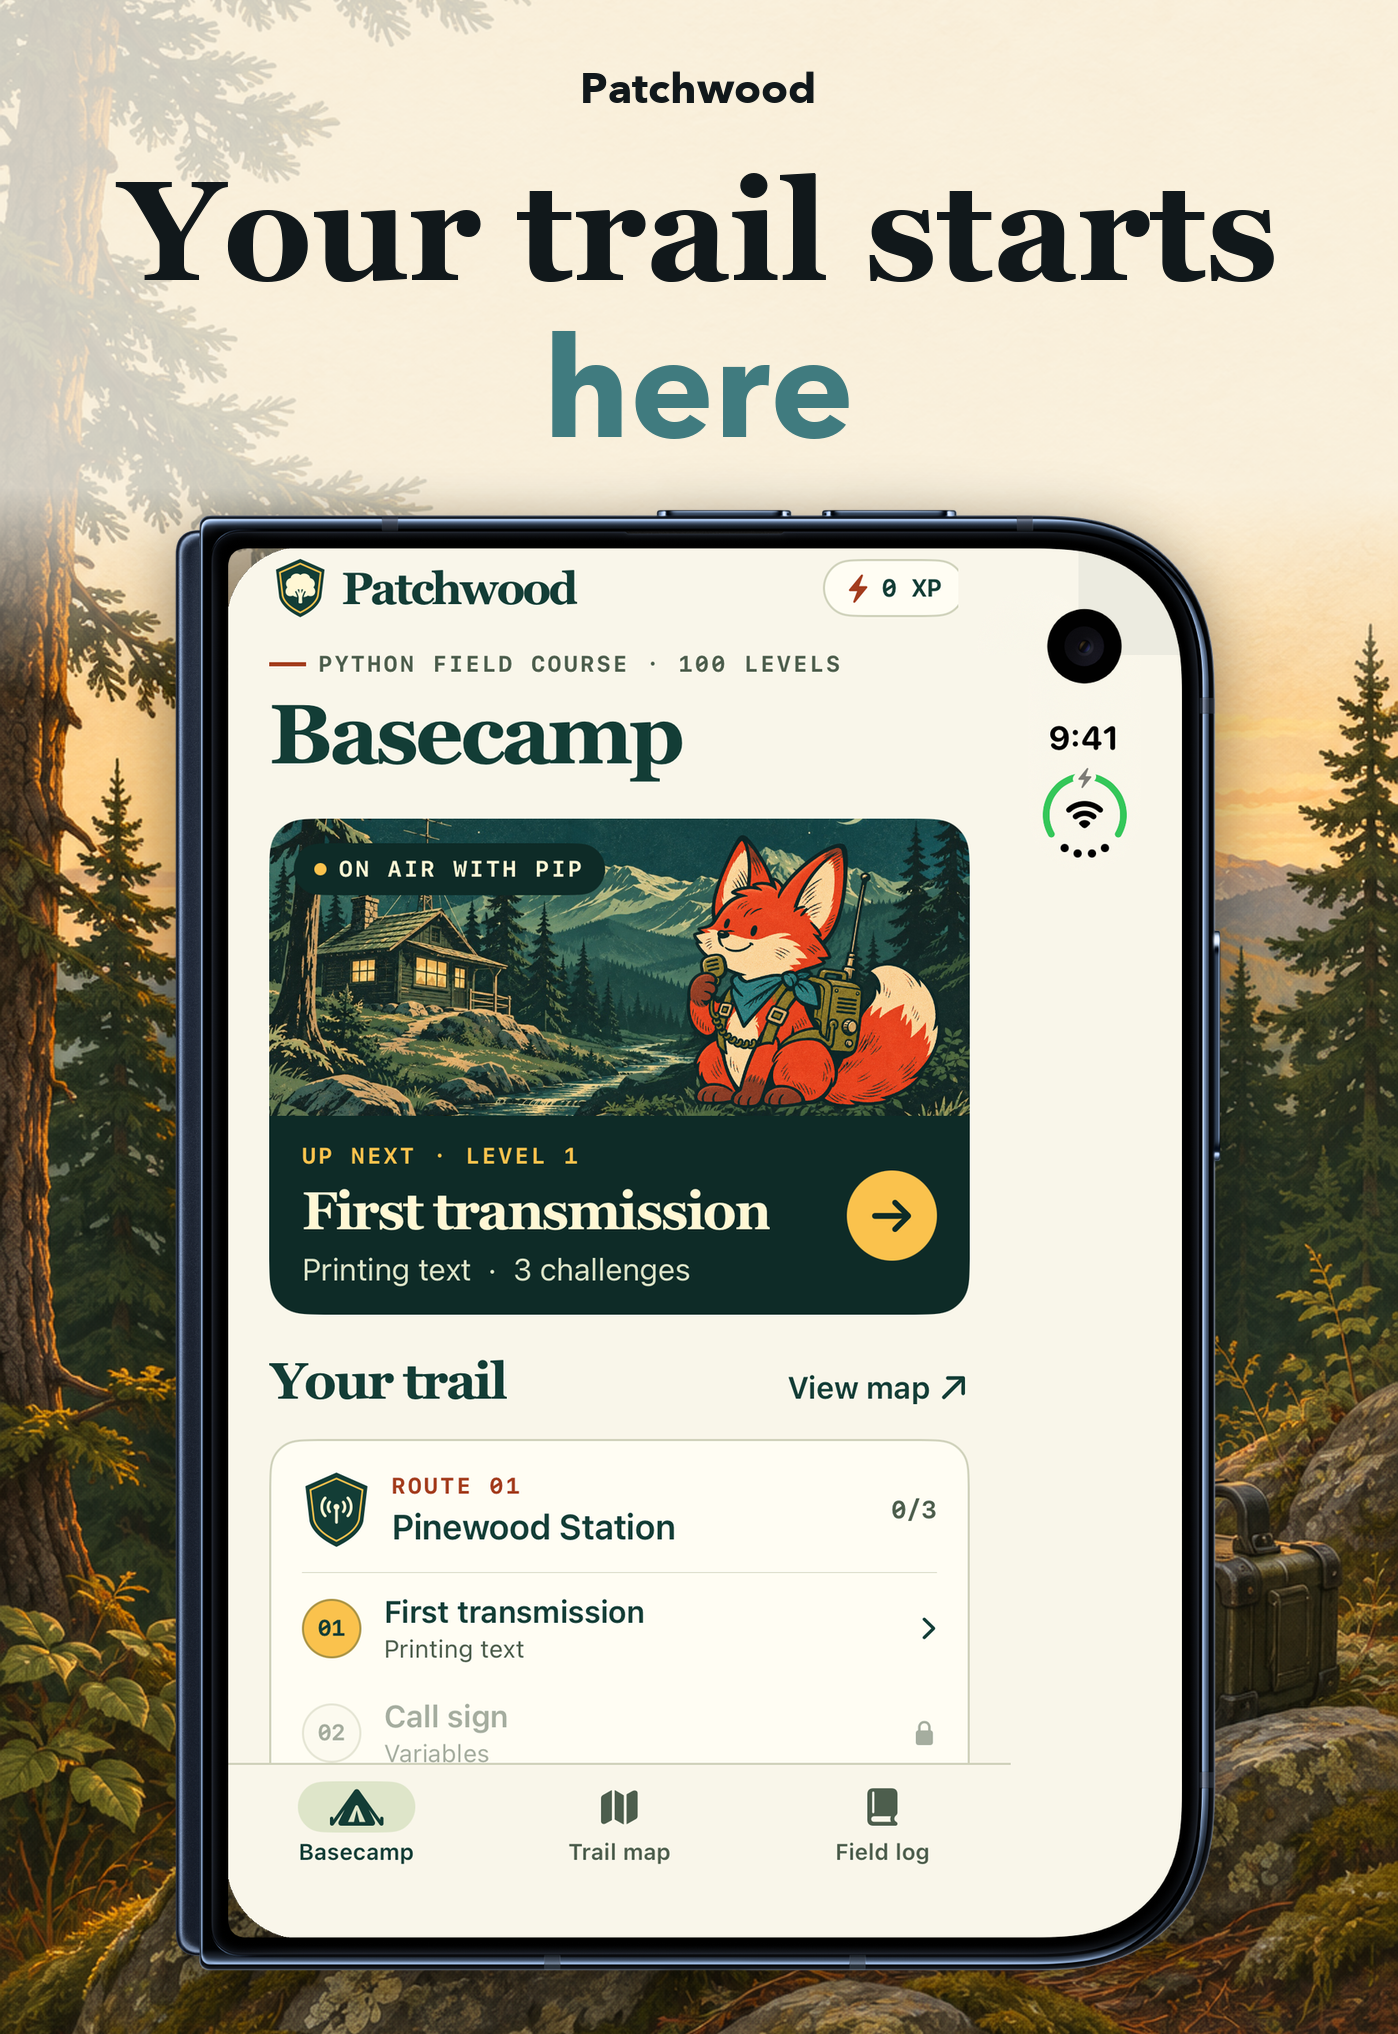 Patchwood
Your trail starts
here
Patchwood
0 XP
PYTHON FIELD COURSE · 100 LEVELS
Basecamp
9:41
ON AIR WITH PIP
UP NEXT · LEVEL 1
First transmission
Printing text · 3 challenges
Your trail
View map
ROUTE 01
Pinewood Station
0/3
01
First transmission
Printing text
02
Call sign
Variables
Basecamp
Trail map
Field log